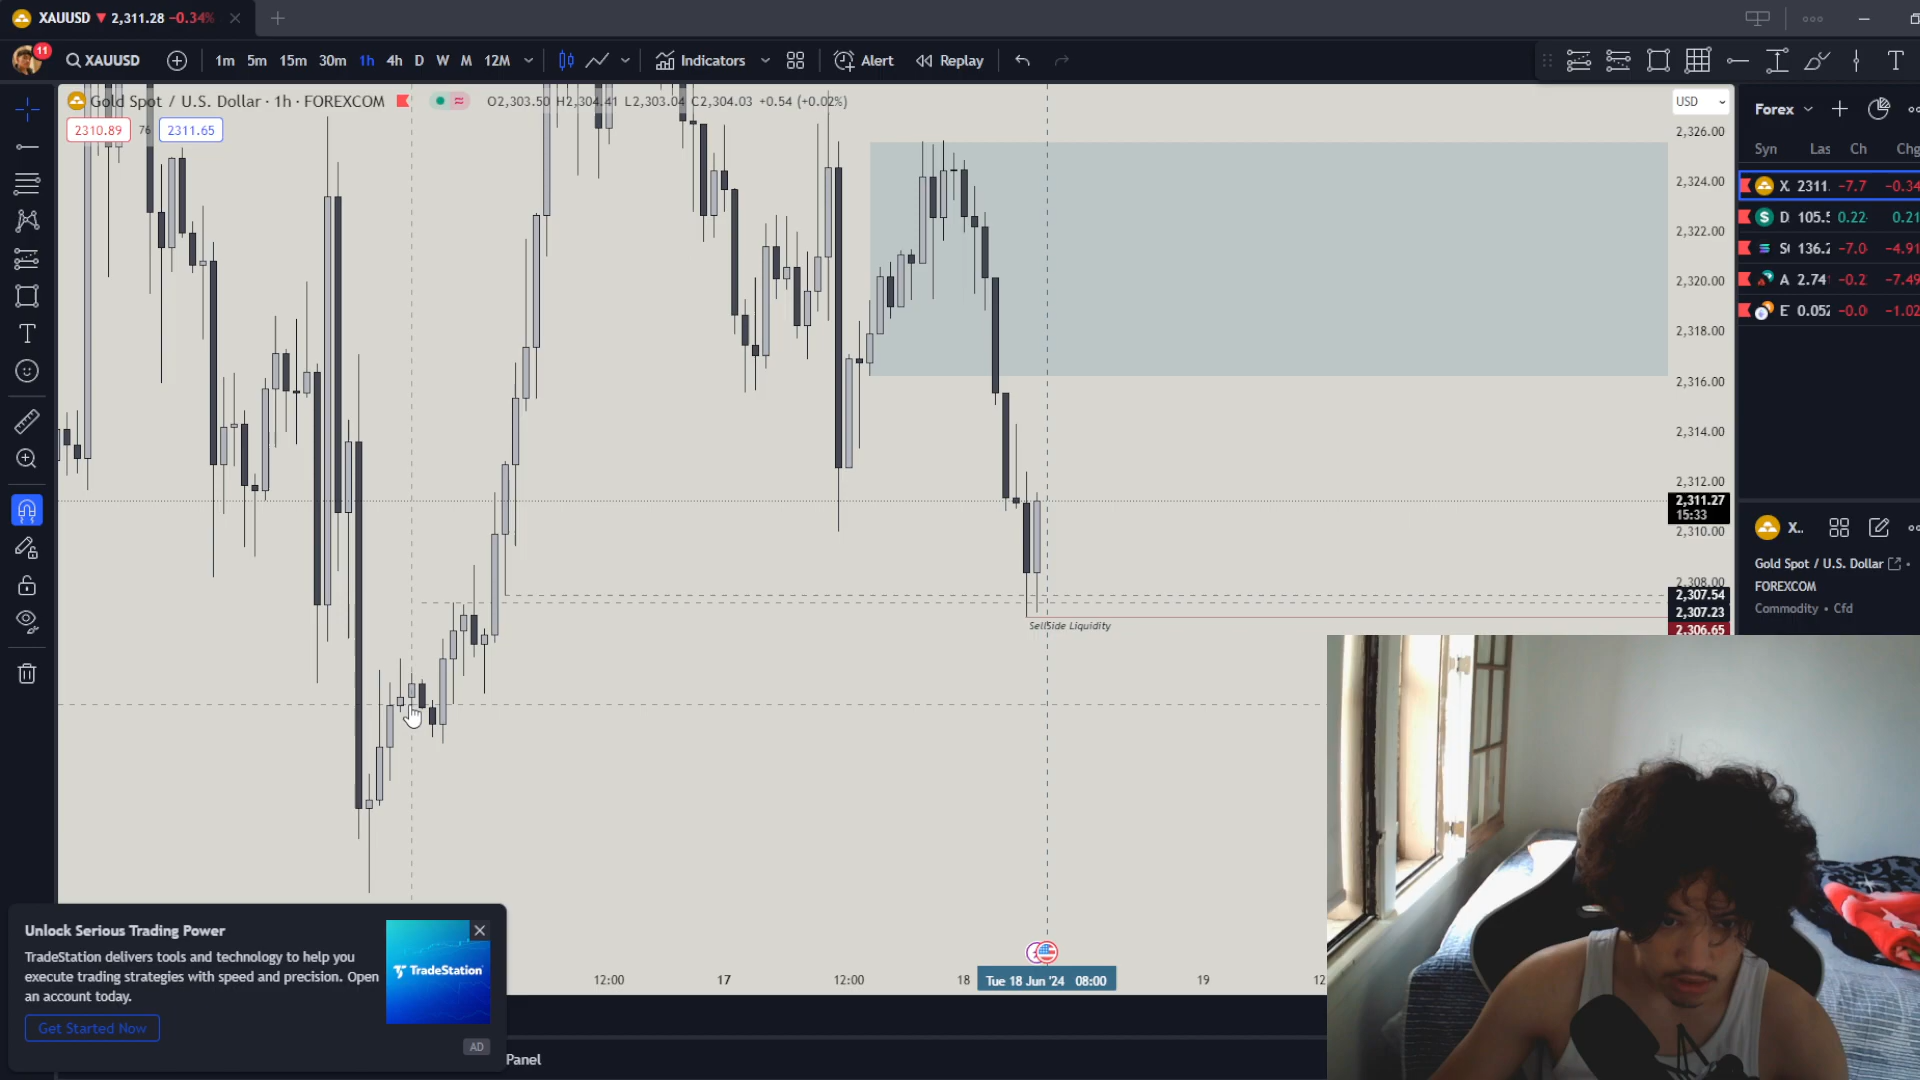 XAUUSD ▼ 2,311.28 −0.34%
11
XAUUSD
1m 5m 15m 30m 1h 4h D W M 12M
Indicators
Alert
Replay
Gold Spot / U.S. Dollar · 1h · FOREXCOM
O2,303.50 H2,304.41 L2,303.04 C2,304.03 +0.54 (+0.02%)
2310.89 76 2311.65
USD
2,326.00
2,324.00
2,322.00
2,320.00
2,318.00
2,316.00
2,314.00
2,312.00
2,311.27
15:33
2,310.00
2,308.00
2,307.54
2,307.23
2,306.65
SellSide Liquidity
Forex
Syn Las Ch Chg
X 2311. −7.7 −0.34
D 105.5 0.22 0.21
136.2 −7.0 −4.91
A 2.74 −0.2 −7.49
E 0.052 −0.0 −1.02
X..
Gold Spot / U.S. Dollar
FOREXCOM
Commodity • Cfd
12:00 17 12:00 18 Tue 18 Jun '24 08:00 19 12
Unlock Serious Trading Power
TradeStation delivers tools and technology to help you
execute trading strategies with speed and precision. Open
an account today.
Get Started Now
TradeStation
AD
Panel